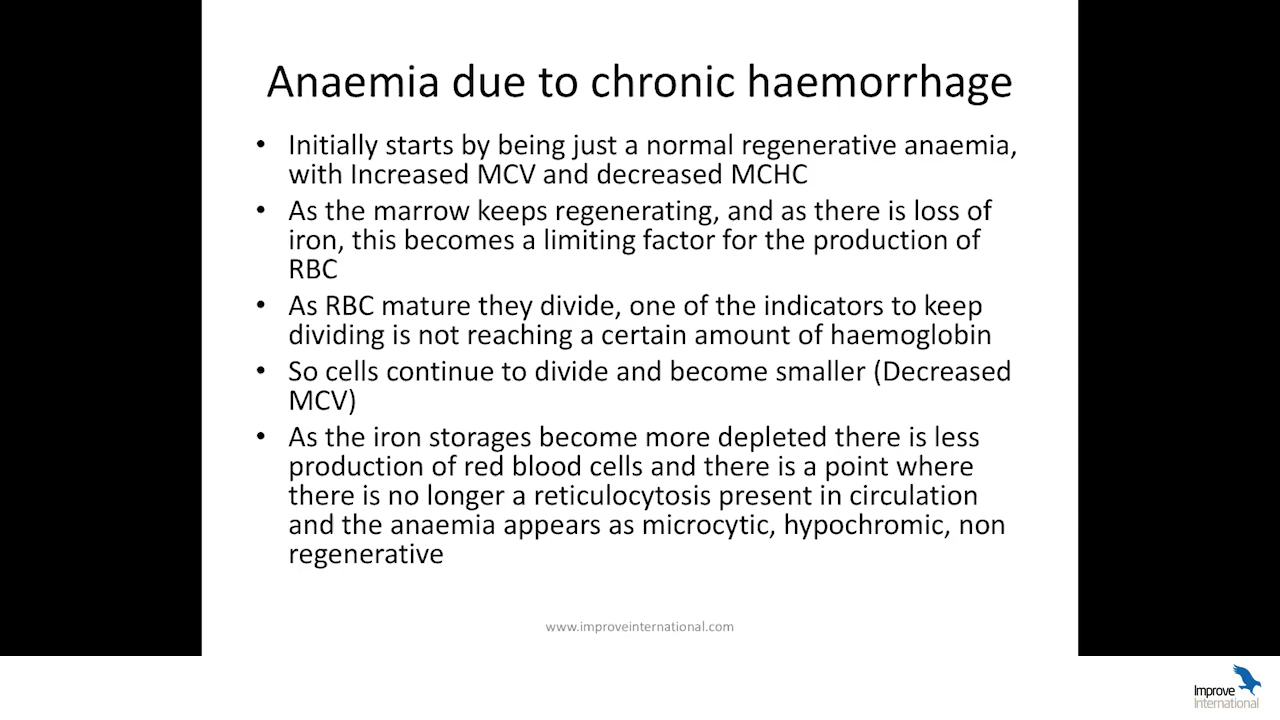 Anaemia due to chronic haemorrhage
• Initially starts by being just a normal regenerative anaemia,
with Increased MCV and decreased MCHC
• As the marrow keeps regenerating, and as there is loss of
iron, this becomes a limiting factor for the production of
RBC
• As RBC mature they divide, one of the indicators to keep
dividing is not reaching a certain amount of haemoglobin
• So cells continue to divide and become smaller (Decreased
MCV)
• As the iron storages become more depleted there is less
production of red blood cells and there is a point where
there is no longer a reticulocytosis present in circulation
and the anaemia appears as microcytic, hypochromic, non
regenerative
www.improveinternational.com
Improve
International